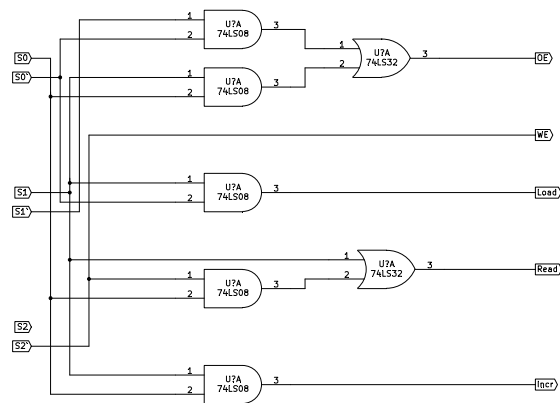 1 U?A 3
2 74LS08
1 U?A 3
2 74LS32
S0 OE
S0'
1 U?A 3
2 74LS08
WE
S1 1 U?A 3 Load
S1' 2 74LS08
1 U?A 3 Read
2 74LS32
1 U?A 3
2 74LS08
S2
S2'
1 U?A 3 Incr
2 74LS08